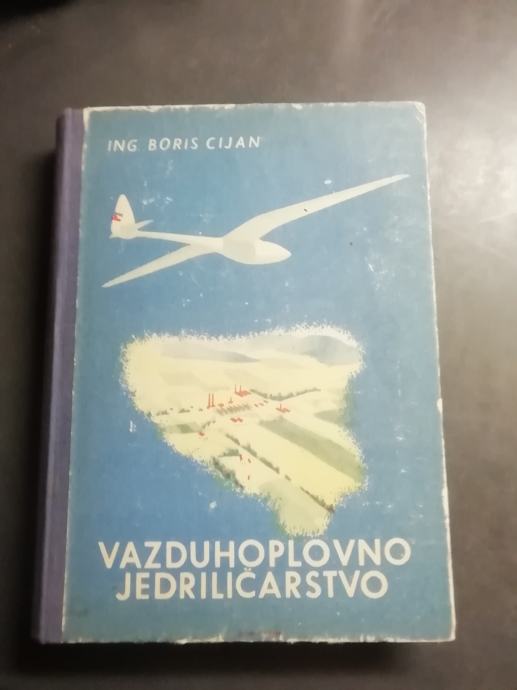 ING. BORIS CIJAN
VAZDUHOPLOVNO
JEDRILIČARSTVO